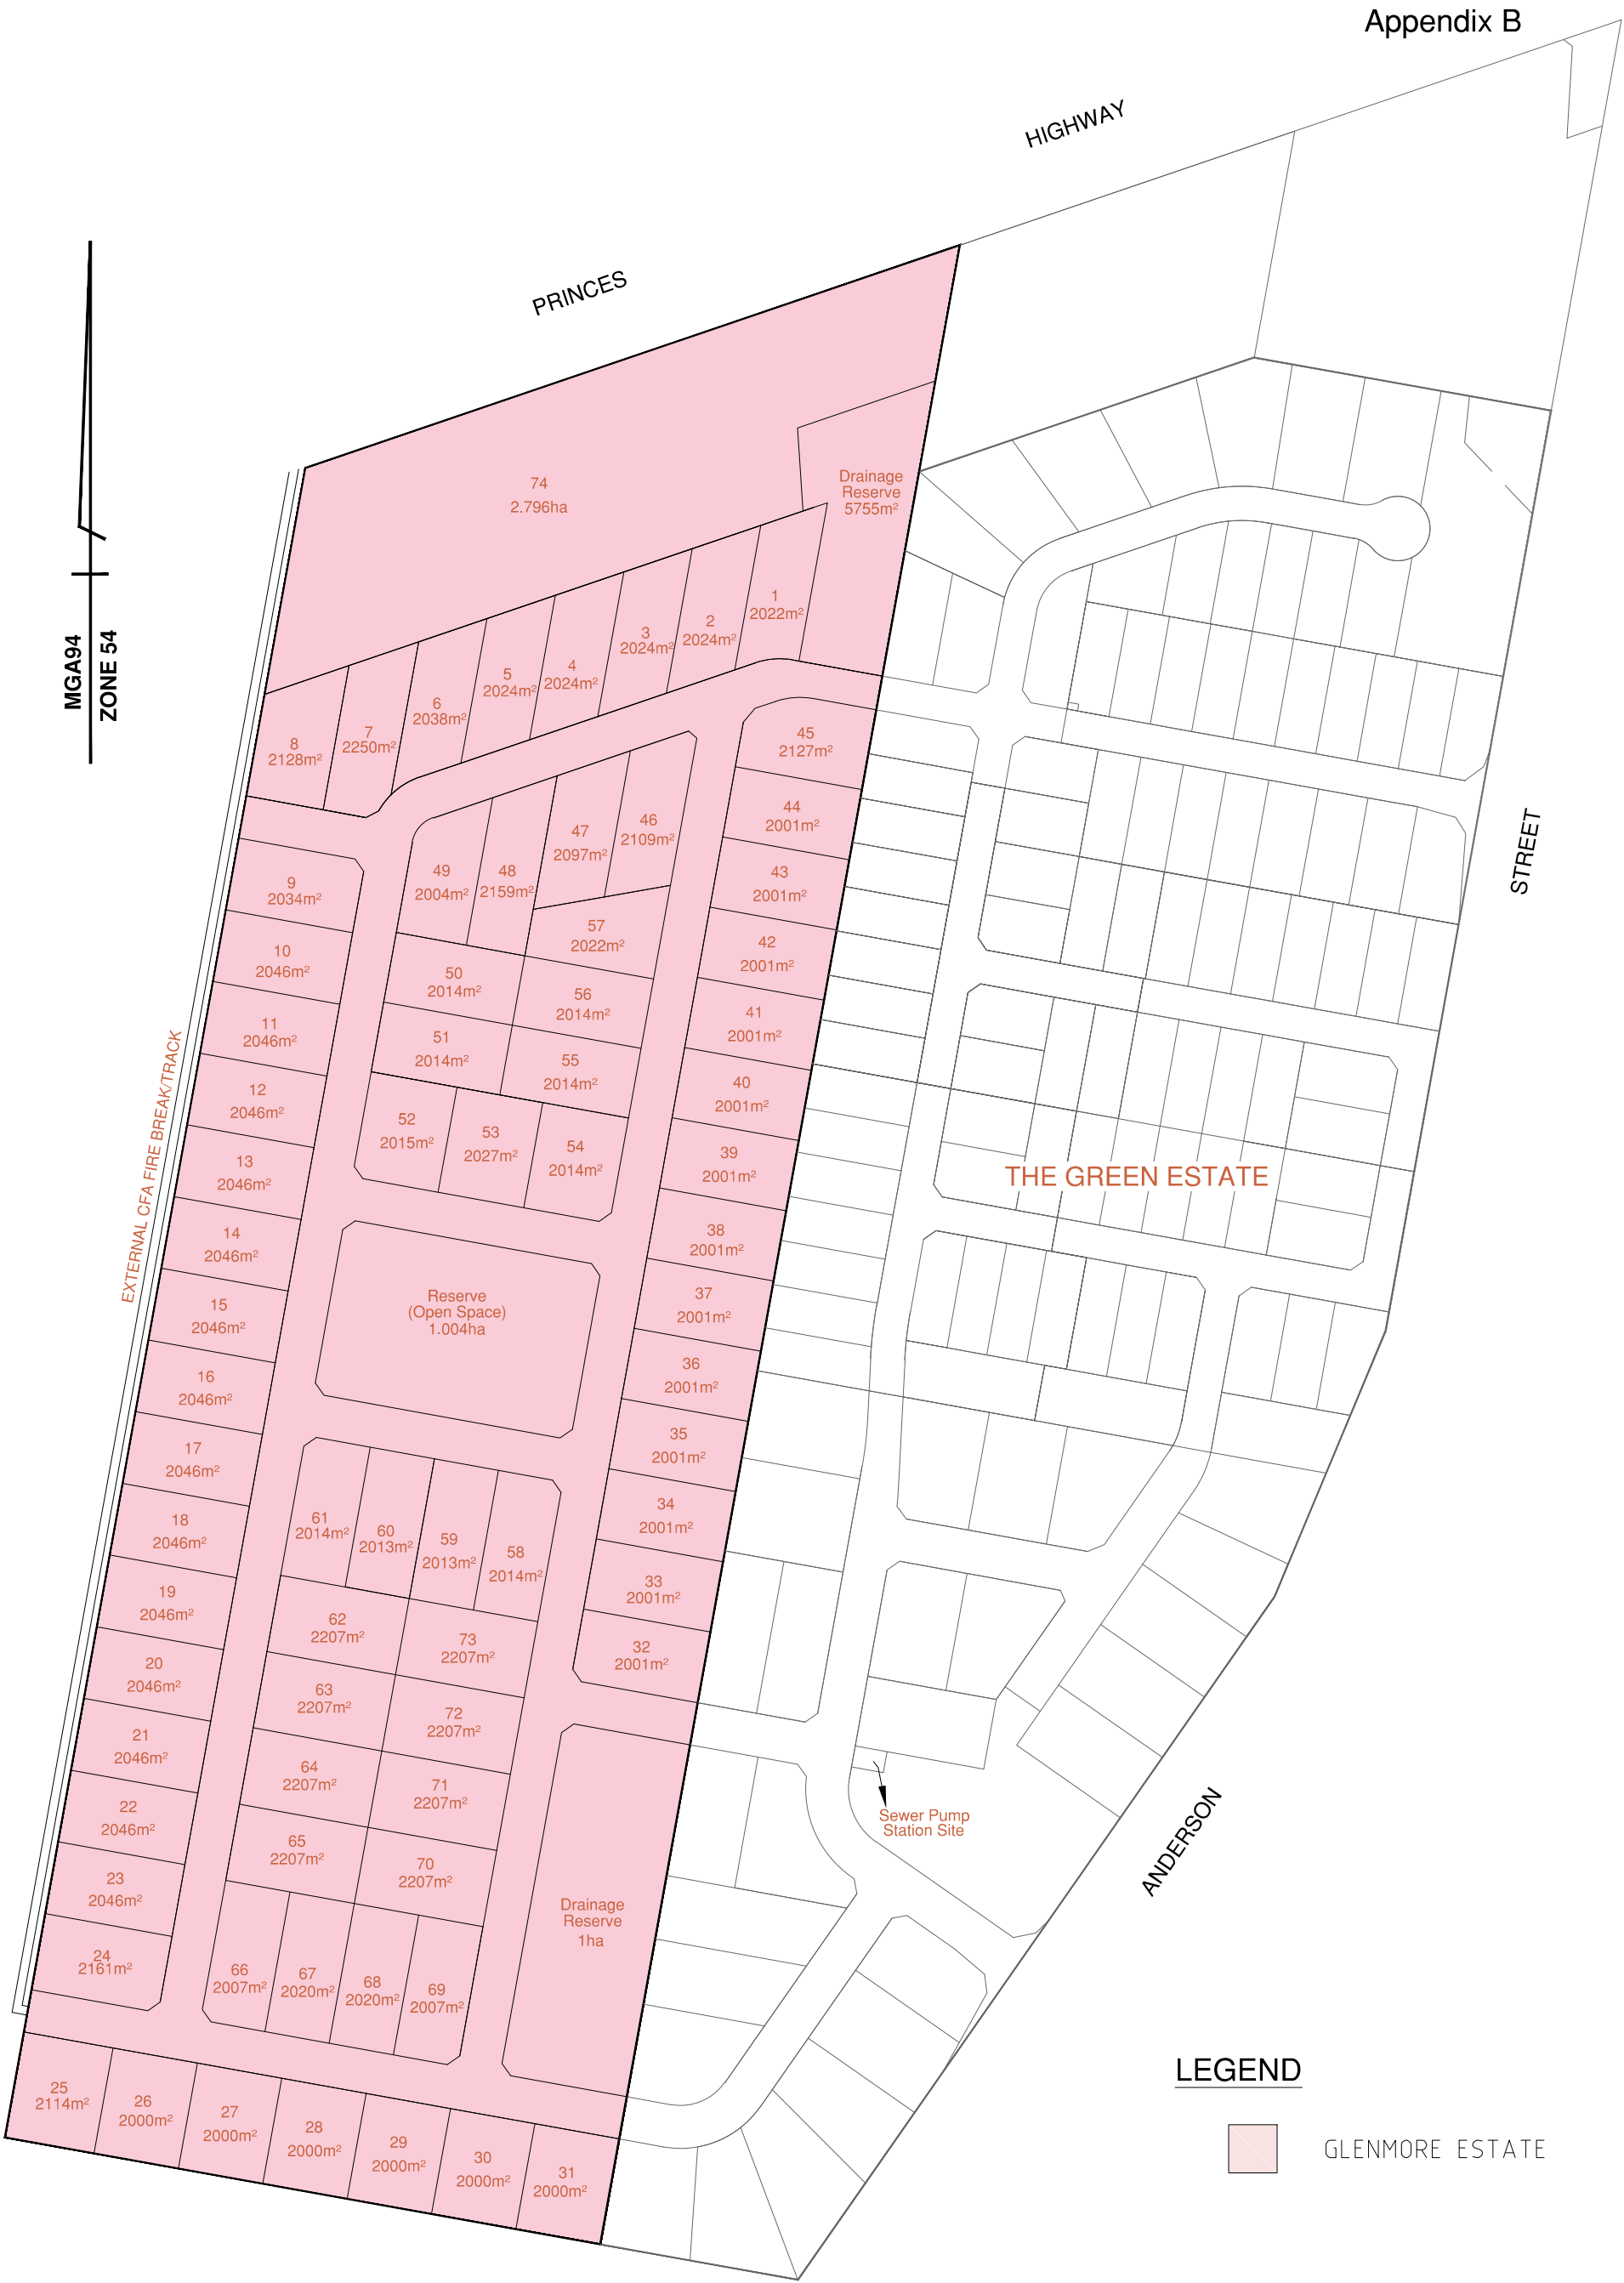 Appendix B
HIGHWAY
PRINCES
MGA94
ZONE 54
74
2.796ha
Drainage
Reserve
5755m²
1
2022m²
2
2024m²
3
2024m²
4
2024m²
5
2024m²
6
2038m²
7
2250m²
8
2128m²
45
2127m²
44
2001m²
43
2001m²
42
2001m²
41
2001m²
40
2001m²
39
2001m²
38
2001m²
37
2001m²
36
2001m²
35
2001m²
34
2001m²
33
2001m²
32
2001m²
46
2109m²
47
2097m²
48
2159m²
49
2004m²
57
2022m²
50
2014m²
56
2014m²
51
2014m²
55
2014m²
52
2015m²
53
2027m²
54
2014m²
9
2034m²
10
2046m²
11
2046m²
12
2046m²
13
2046m²
14
2046m²
15
2046m²
16
2046m²
17
2046m²
18
2046m²
19
2046m²
20
2046m²
21
2046m²
22
2046m²
23
2046m²
24
2161m²
EXTERNAL CFA FIRE BREAK/TRACK
Reserve
(Open Space)
1.004ha
61
2014m²
60
2013m²
59
2013m²
58
2014m²
62
2207m²
73
2207m²
63
2207m²
72
2207m²
64
2207m²
71
2207m²
65
2207m²
70
2207m²
66
2007m²
67
2020m²
68
2020m²
69
2007m²
Drainage
Reserve
1ha
25
2114m²
26
2000m²
27
2000m²
28
2000m²
29
2000m²
30
2000m²
31
2000m²
THE GREEN ESTATE
STREET
Sewer Pump
Station Site
ANDERSON
LEGEND
GLENMORE ESTATE